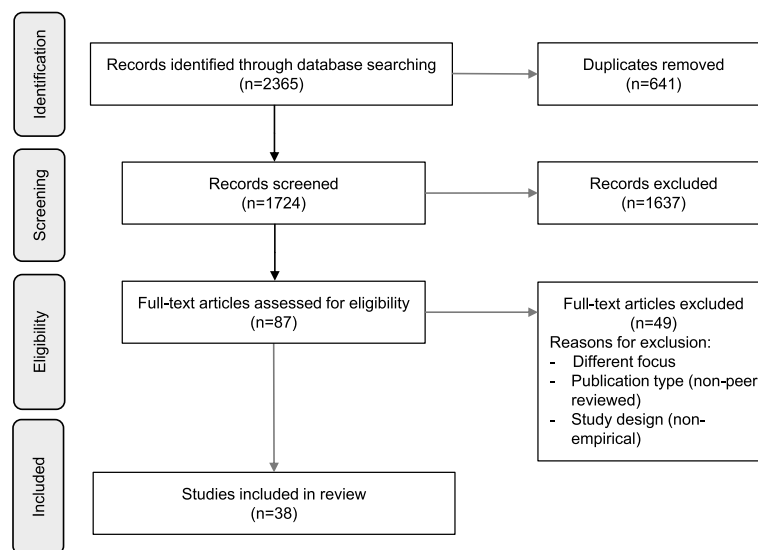 Identification
Records identified through database searching
(n=2365)
Duplicates removed
(n=641)
Screening
Records screened
(n=1724)
Records excluded
(n=1637)
Eligibility
Full-text articles assessed for eligibility
(n=87)
Full-text articles excluded
(n=49)
Reasons for exclusion:
- Different focus
- Publication type (non-peer
reviewed)
- Study design (non-
empirical)
Included
Studies included in review
(n=38)